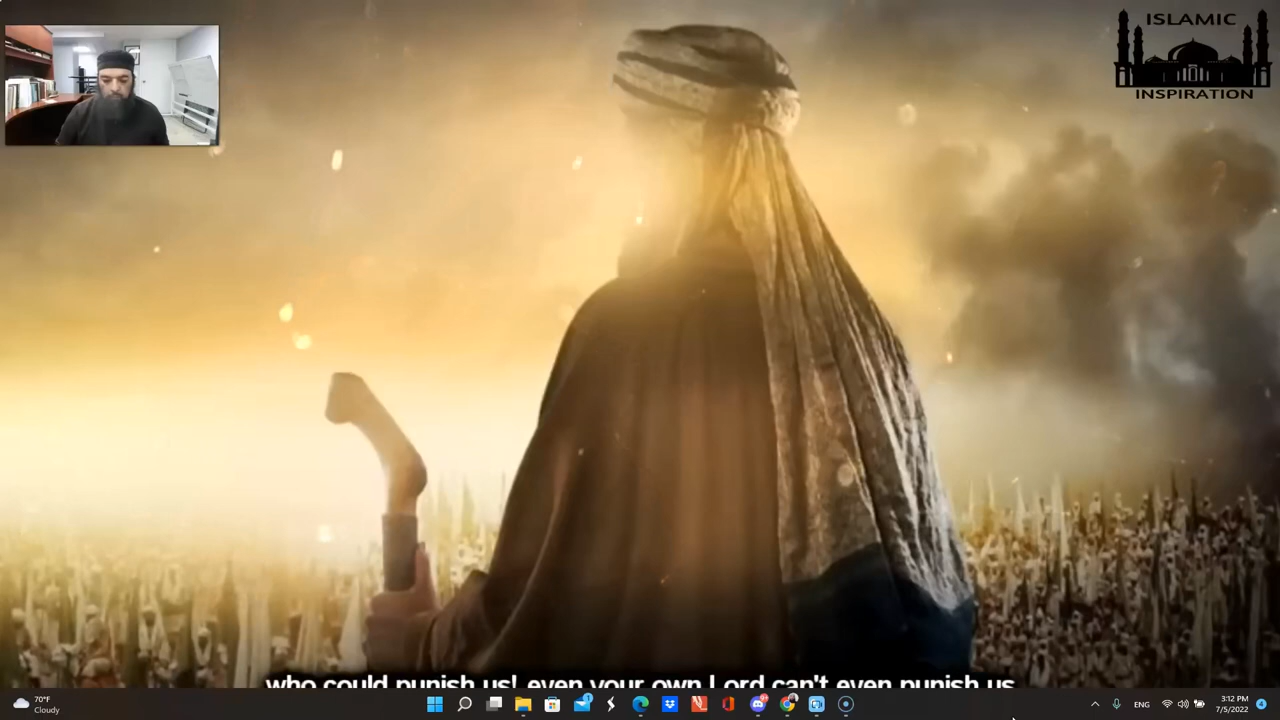 ISLAMIC
INSPIRATION
who could punish us! even your own Lord can't even punish us
70°F
Cloudy
ENG
3:12 PM
7/5/2022